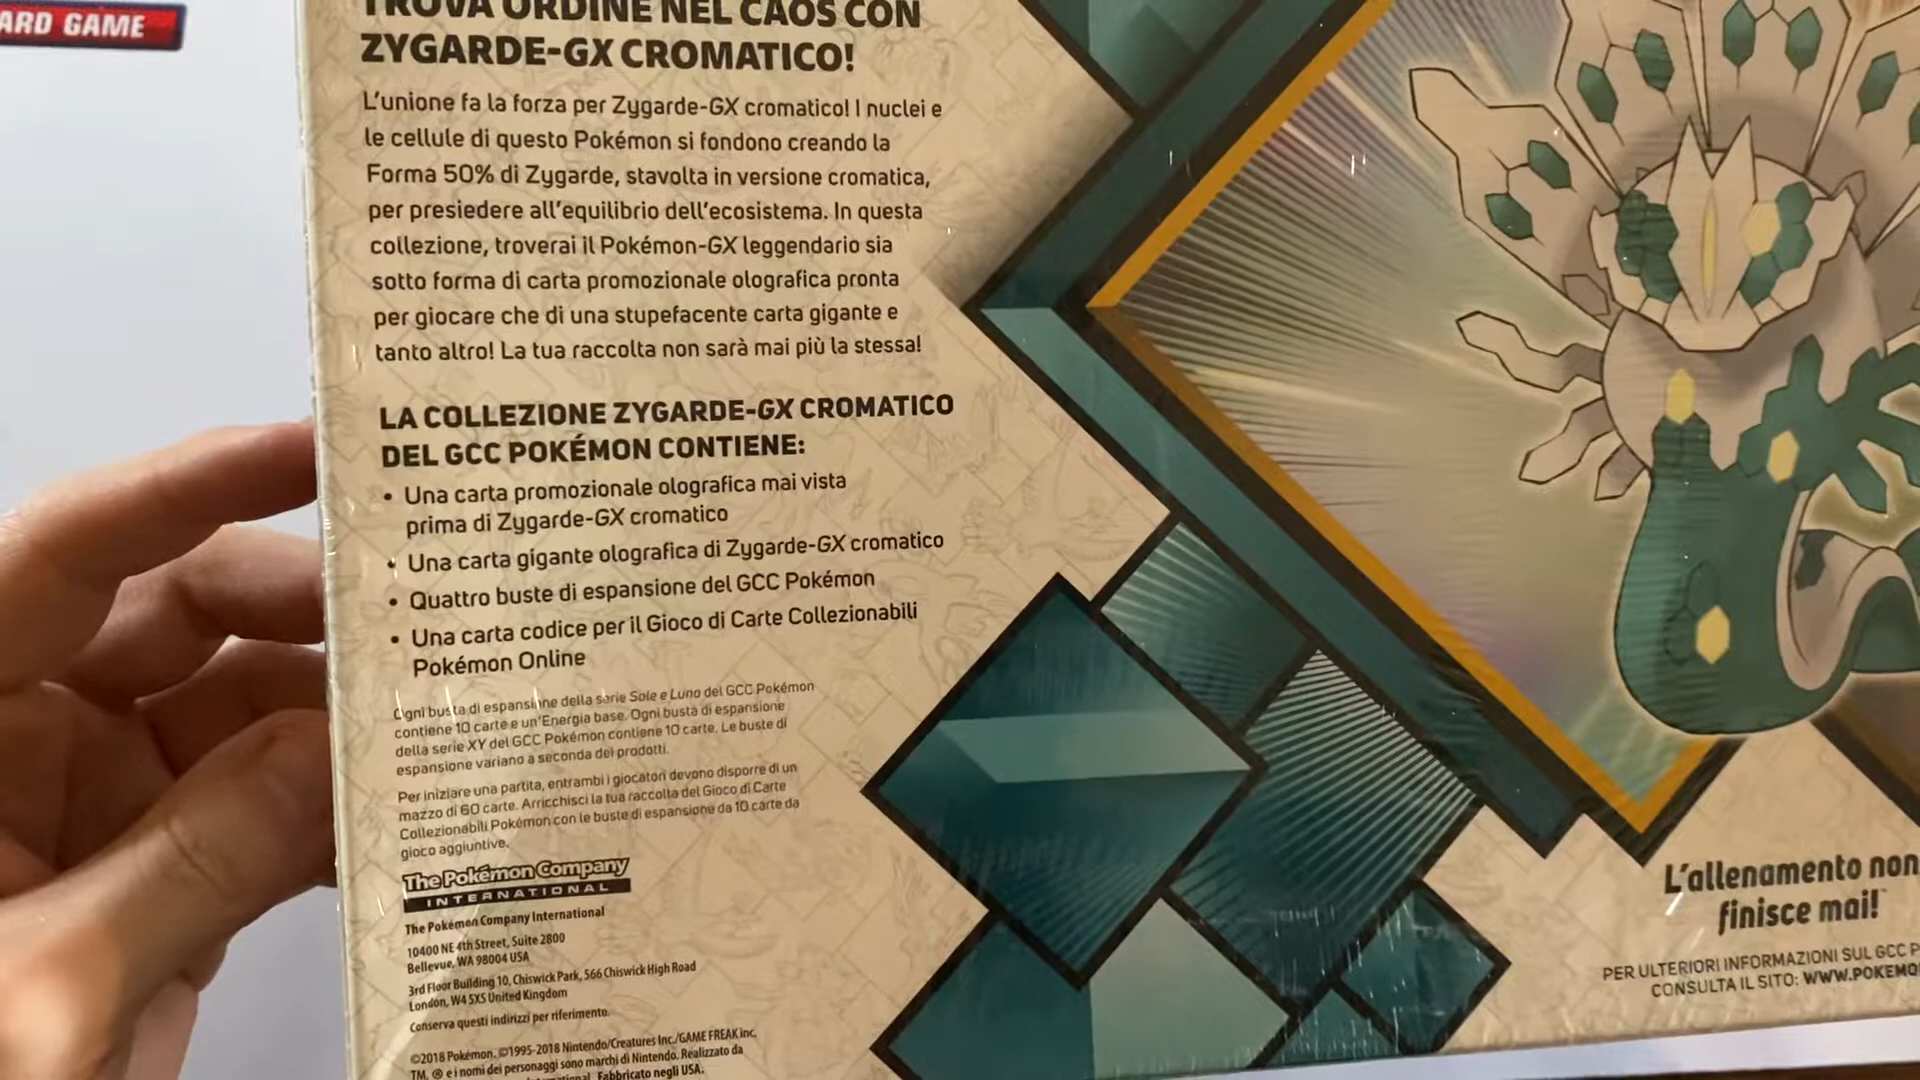 ARD GAME
TROVA ORDINE NEL CAOS CON
ZYGARDE-GX CROMATICO!
L'unione fa la forza per Zygarde-GX cromatico! I nuclei e
le cellule di questo Pokémon si fondono creando la
Forma 50% di Zygarde, stavolta in versione cromatica,
per presiedere all'equilibrio dell'ecosistema. In questa
collezione, troverai il Pokémon-GX leggendario sia
sotto forma di carta promozionale olografica pronta
per giocare che di una stupefacente carta gigante e
tanto altro! La tua raccolta non sarà mai più la stessa!
LA COLLEZIONE ZYGARDE-GX CROMATICO
DEL GCC POKÉMON CONTIENE:
• Una carta promozionale olografica mai vista
prima di Zygarde-GX cromatico
• Una carta gigante olografica di Zygarde-GX cromatico
• Quattro buste di espansione del GCC Pokémon
• Una carta codice per il Gioco di Carte Collezionabili
Pokémon Online
Ogni busta di espansione della serie Sole e Luna del GCC Pokémon
contiene 10 carte e un'Energia base. Ogni busta di espansione
della serie XY del GCC Pokémon contiene 10 carte. Le buste di
espansione variano a seconda dei prodotti.
Per iniziare una partita, entrambi i giocatori devono disporre di un
mazzo di 60 carte. Arricchisci la tua raccolta del Gioco di Carte
Collezionabili Pokémon con le buste di espansione da 10 carte da
gioco aggiuntive.
The Pokémon Company
INTERNATIONAL
The Pokémon Company International
10400 NE 4th Street, Suite 2800
Bellevue, WA 98004 USA
3rd Floor Building 10, Chiswick Park, 566 Chiswick High Road
London, W4 5XS United Kingdom
Conserva questi indirizzi per riferimento.
©2018 Pokémon. ©1995-2018 Nintendo/Creatures Inc./GAME FREAK inc.
TM, ® e i nomi dei personaggi sono marchi di Nintendo. Realizzato da
Fabbricato negli USA.
L'allenamento non
finisce mai!™
PER ULTERIORI INFORMAZIONI SUL GCC P
CONSULTA IL SITO: WWW.POKEMO